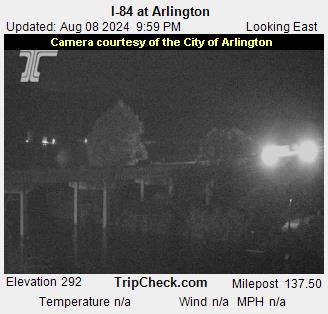 I-84 at Arlington
Updated: Aug 08 2024 9:59 PM Looking East
Camera courtesy of the City of Arlington
Elevation 292 TripCheck.com Milepost 137.50
Temperature n/a Wind n/a MPH n/a